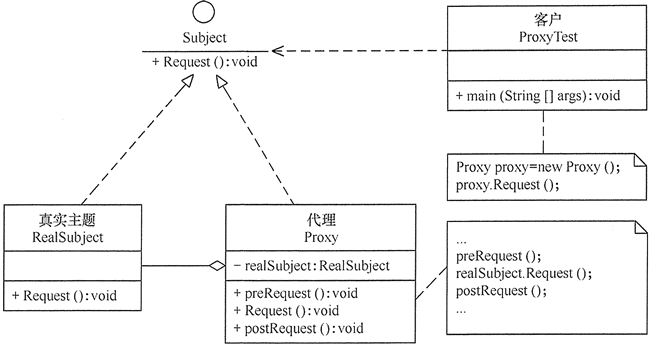 Subject
+ Request ():void
客户
ProxyTest
+ main (String [] args):void
Proxy proxy=new Proxy ();
proxy.Request ();
真实主题
RealSubject
+ Request ():void
代理
Proxy
- realSubject:RealSubject
+ preRequest ():void
+ Request ():void
+ postRequest ():void
...
preRequest ();
realSubject.Request ();
postRequest ();
...